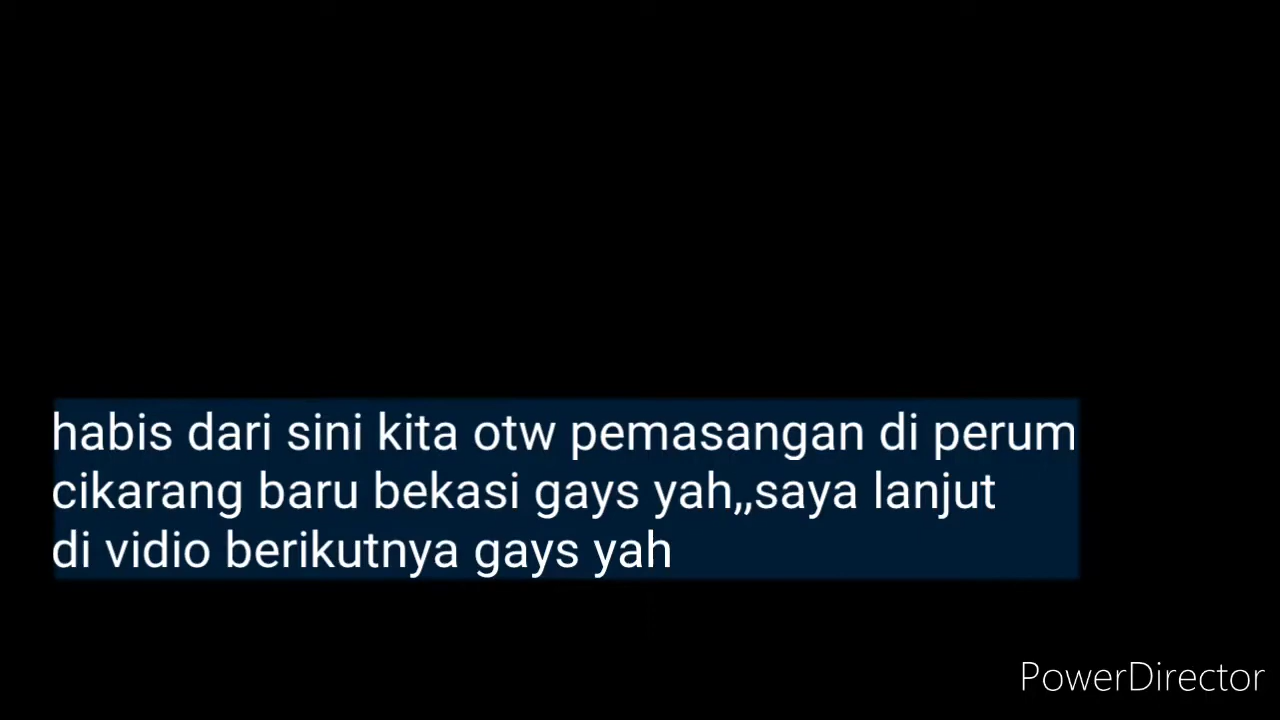 habis dari sini kita otw pemasangan di perum
cikarang baru bekasi gays yah,,saya lanjut
di vidio berikutnya gays yah
PowerDirector